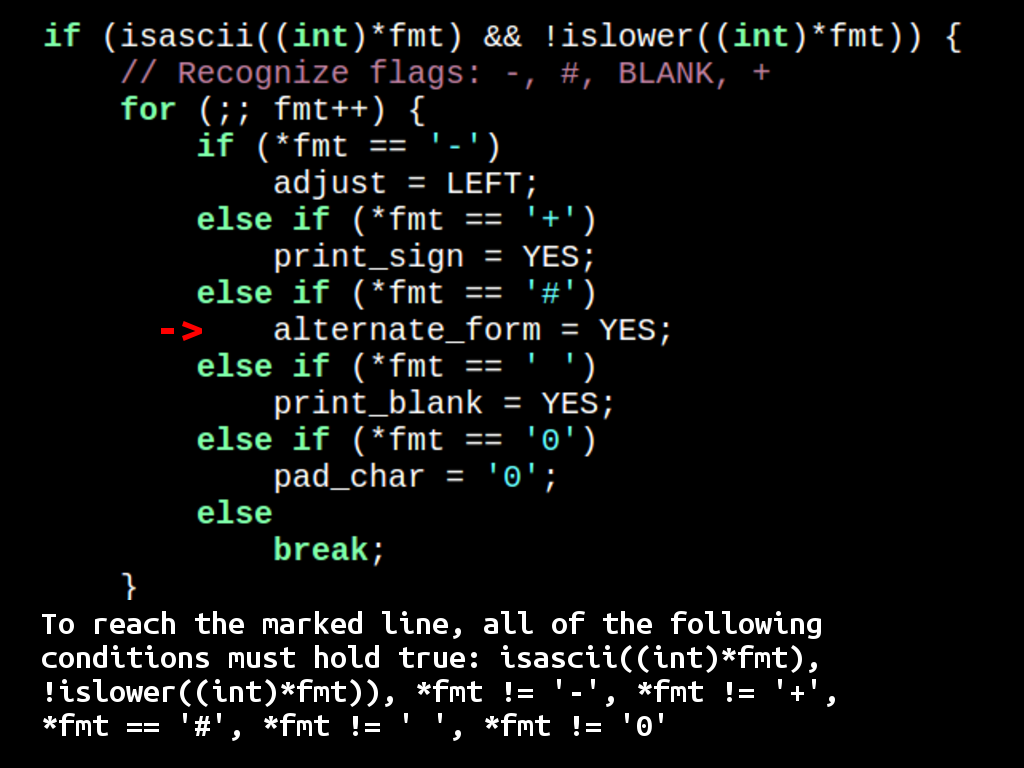 if (isascii((int)*fmt) && !islower((int)*fmt)) {
// Recognize flags: -, #, BLANK, +
for (;; fmt++) {
if (*fmt == '-')
adjust = LEFT;
else if (*fmt == '+')
print_sign = YES;
else if (*fmt == '#')
-> alternate_form = YES;
else if (*fmt == ' ')
print_blank = YES;
else if (*fmt == '0')
pad_char = '0';
else
break;
}
To reach the marked line, all of the following
conditions must hold true: isascii((int)*fmt),
!islower((int)*fmt)), *fmt != '-', *fmt != '+',
*fmt == '#', *fmt != ' ', *fmt != '0'